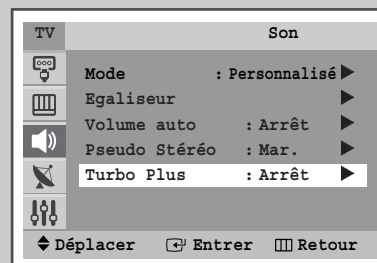 TV Son
Mode : Personnalisé
Egaliseur
Volume auto : Arrêt
Pseudo Stéréo : Mar.
Turbo Plus : Arrêt
Déplacer Entrer Retour